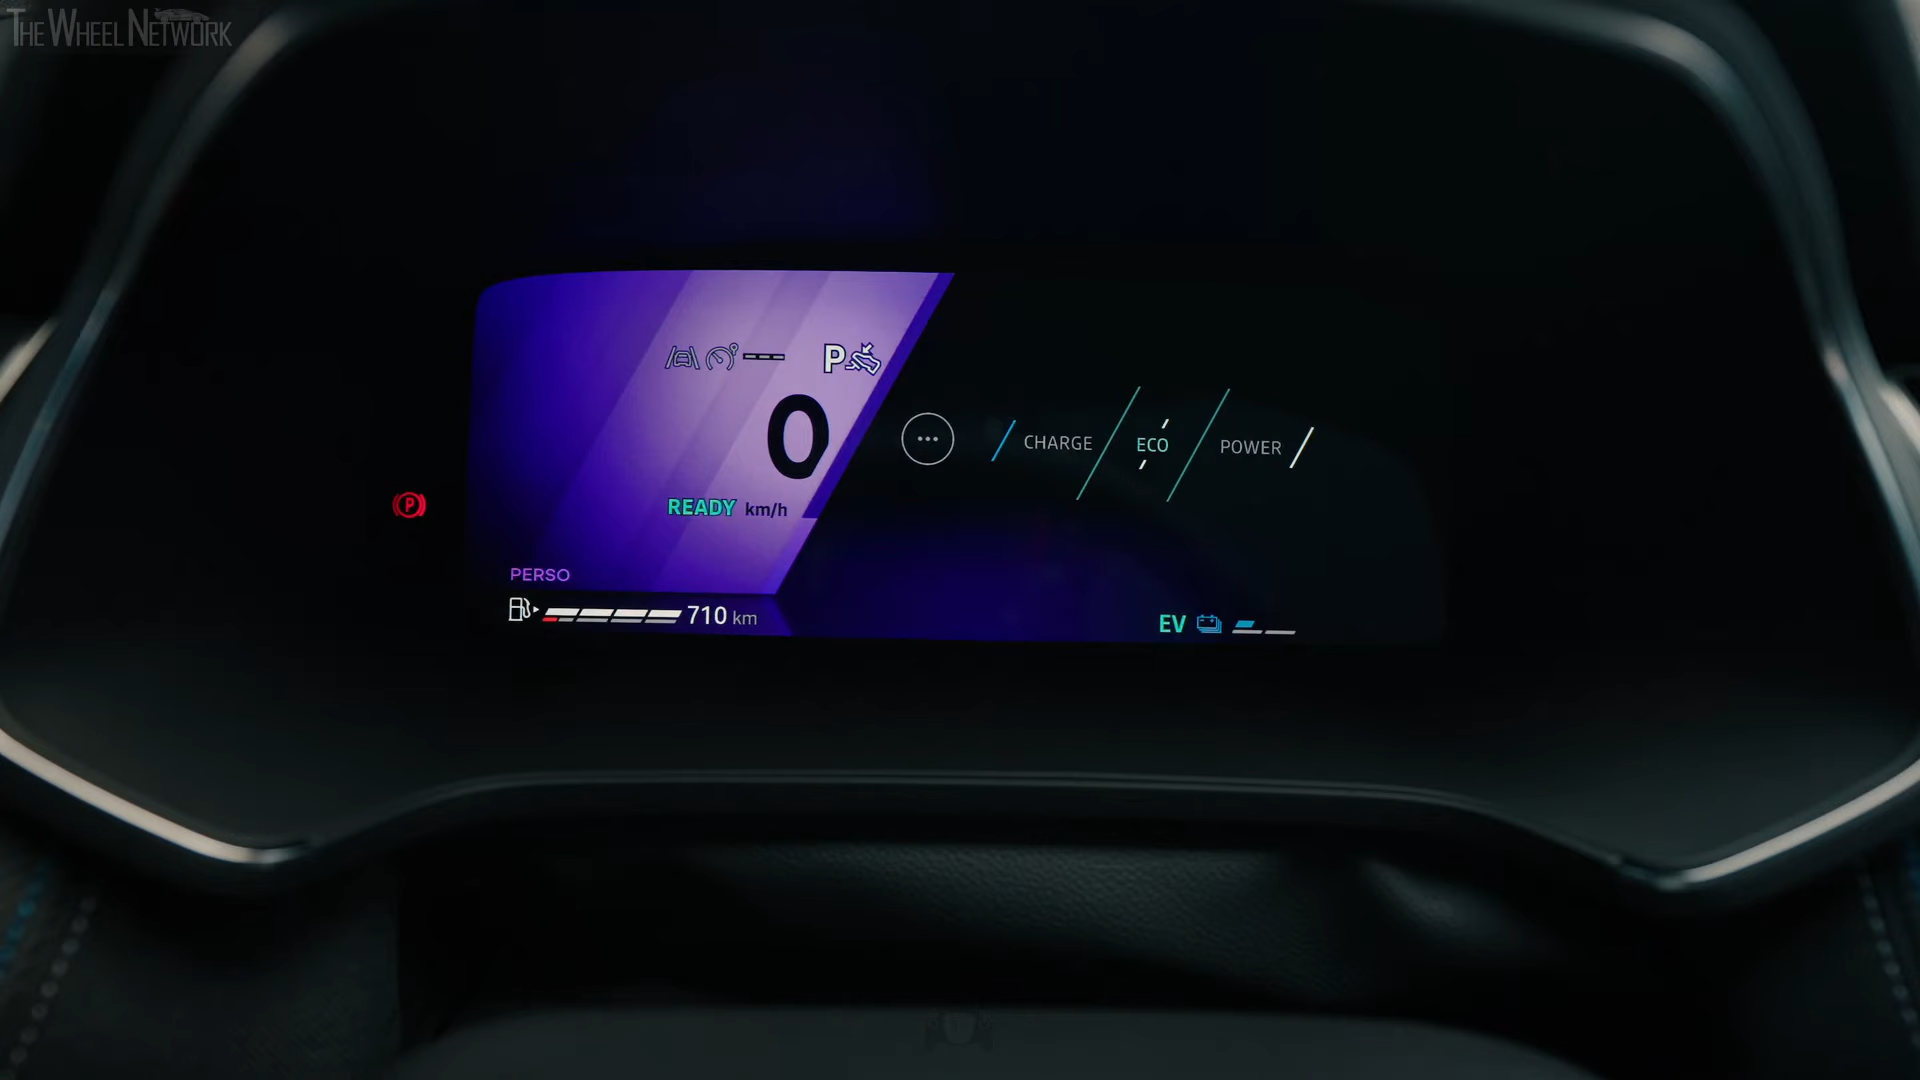 THE WHEEL NETWORK
P
0
CHARGE
ECO
POWER
P
READY km/h
PERSO
710 km
EV